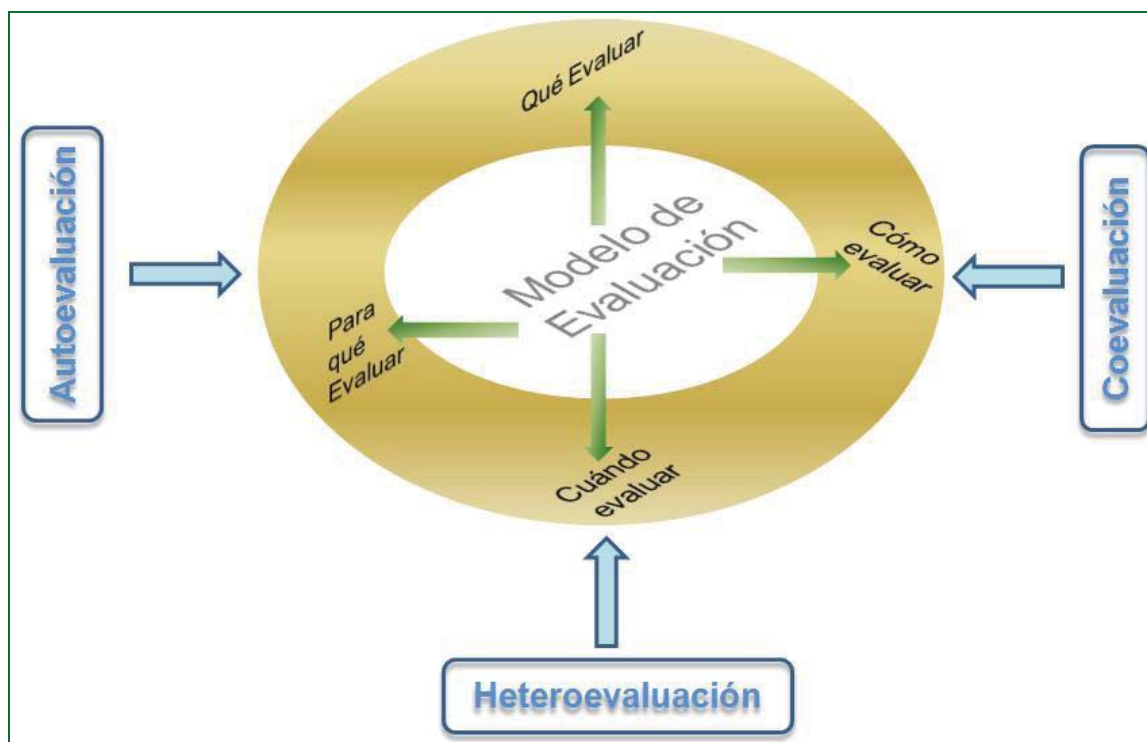 Qué Evaluar
Autoevaluación
Modelo de
Evaluación
Cómo
evaluar
Coevaluación
Para
qué
Evaluar
Cuándo
evaluar
Heteroevaluación